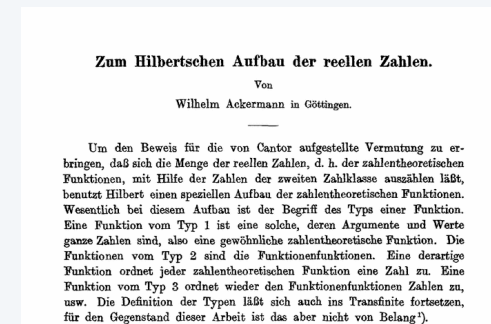 Zum Hilbertschen Aufbau der reellen Zahlen.
Von
Wilhelm Ackermann in Göttingen.
Um den Beweis für die von Cantor aufgestellte Vermutung zu er-
bringen, daß sich die Menge der reellen Zahlen, d. h. der zahlentheoretischen
Funktionen, mit Hilfe der Zahlen der zweiten Zahlklasse auszählen läßt,
benutzt Hilbert einen speziellen Aufbau der zahlentheoretischen Funktionen.
Wesentlich bei diesem Aufbau ist der Begriff des Typs einer Funktion.
Eine Funktion vom Typ 1 ist eine solche, deren Argumente und Werte
ganze Zahlen sind, also eine gewöhnliche zahlentheoretische Funktion. Die
Funktionen vom Typ 2 sind die Funktionenfunktionen. Eine derartige
Funktion ordnet jeder zahlentheoretischen Funktion eine Zahl zu. Eine
Funktion vom Typ 3 ordnet wieder den Funktionenfunktionen Zahlen zu,
usw. Die Definition der Typen läßt sich auch ins Transfinite fortsetzen,
für den Gegenstand dieser Arbeit ist das aber nicht von Belang¹).